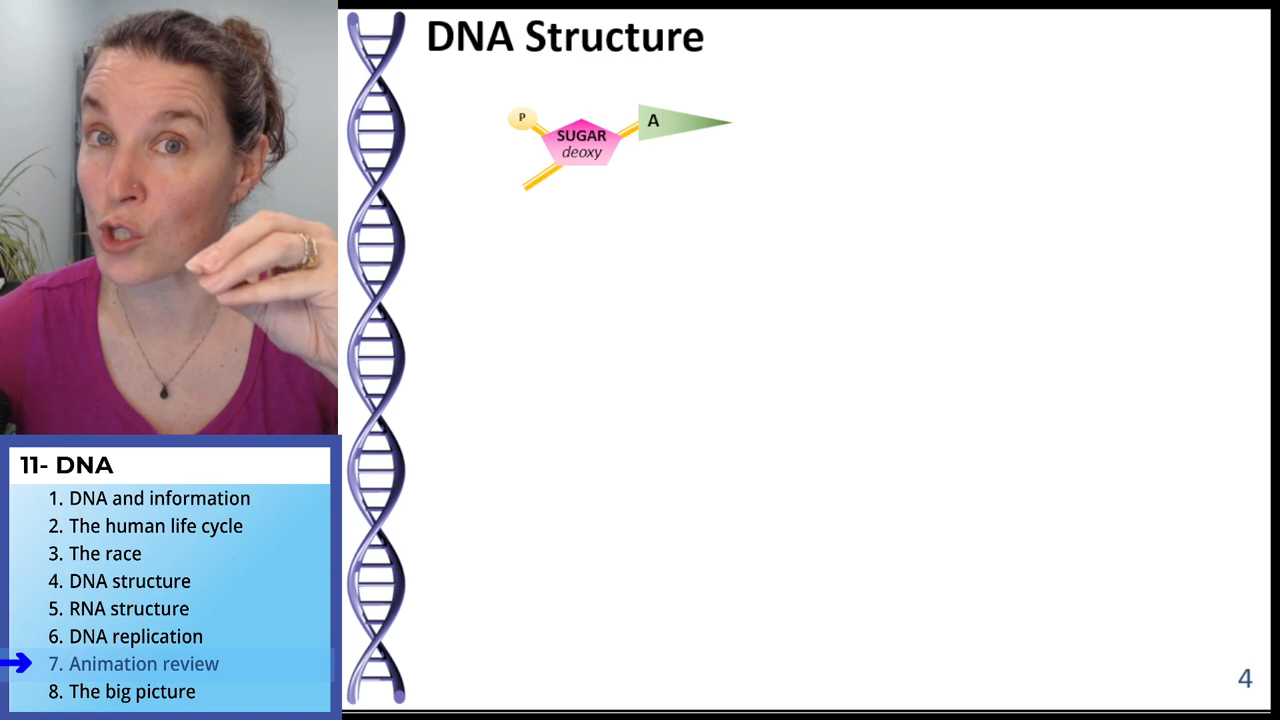 DNA Structure
P
SUGAR
deoxy
A
11- DNA
1. DNA and information
2. The human life cycle
3. The race
4. DNA structure
5. RNA structure
6. DNA replication
7. Animation review
8. The big picture
4